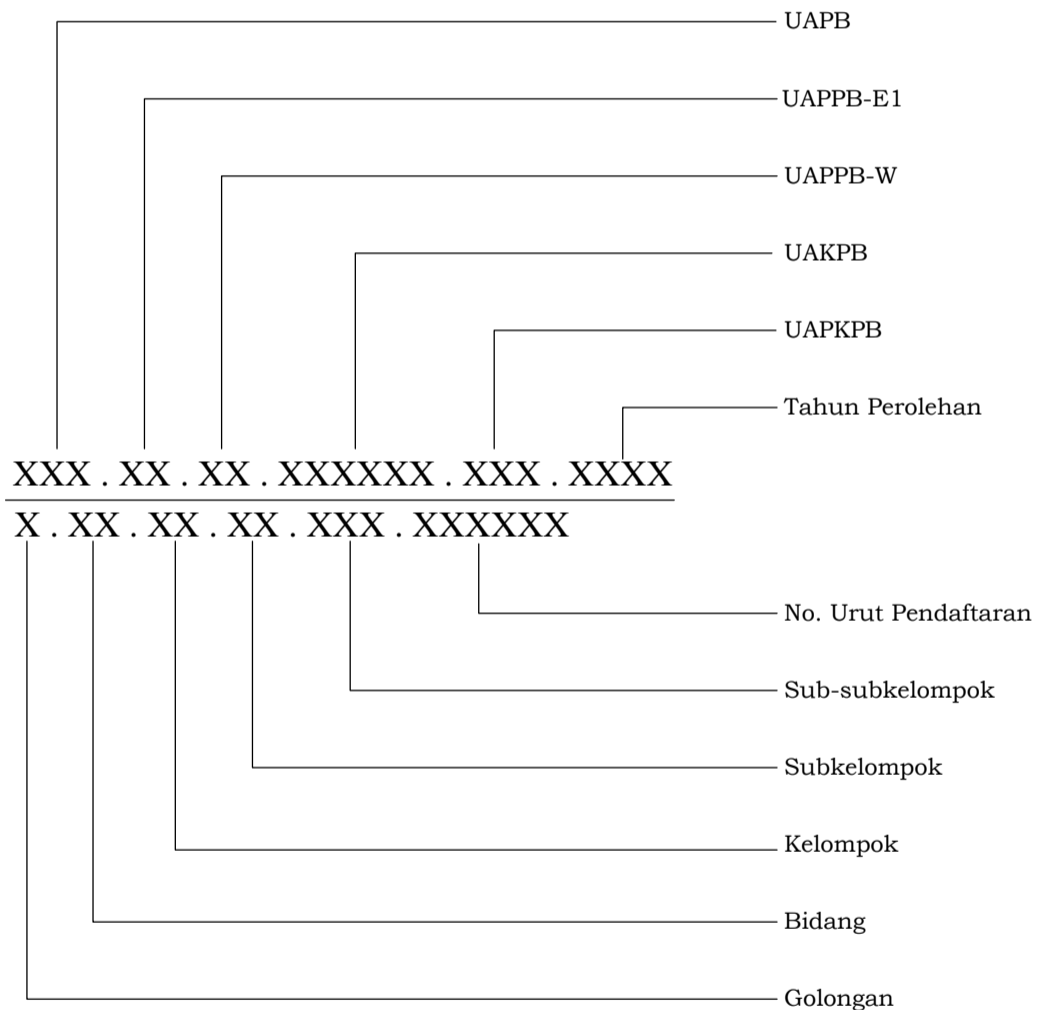 UAPB
UAPPB-E1
UAPPB-W
UAKPB
UAPKPB
Tahun Perolehan
XXX . XX . XX . XXXXXX . XXX . XXXX
X . XX . XX . XX . XXX . XXXXXX
No. Urut Pendaftaran
Sub-subkelompok
Subkelompok
Kelompok
Bidang
Golongan